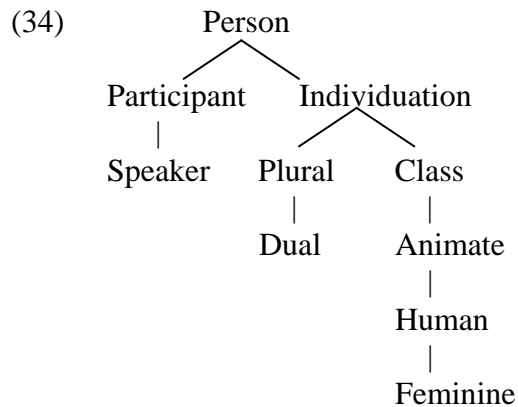 (34) Person
Participant Individuation
|
Speaker Plural Class
| |
Dual Animate
|
Human
|
Feminine